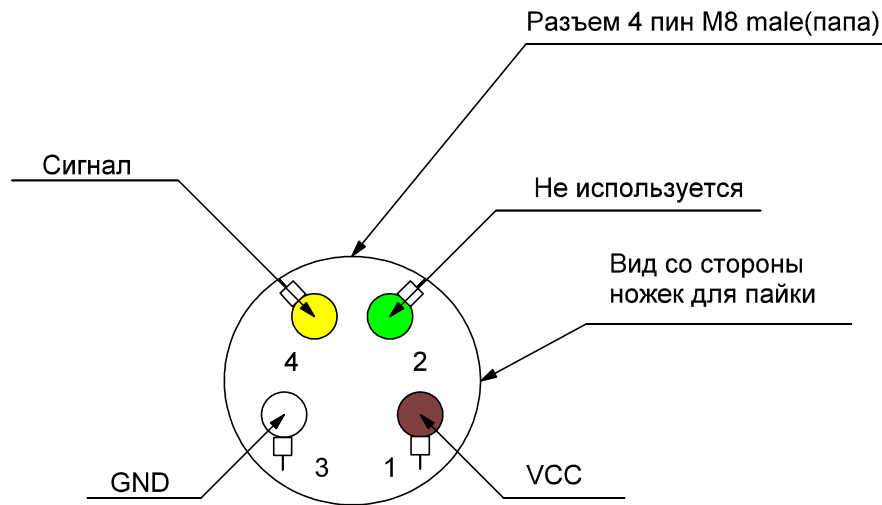 Разъем 4 пин M8 male(папа)
Сигнал
Не используется
Вид со стороны
ножек для пайки
4
2
3
1
GND
VCC